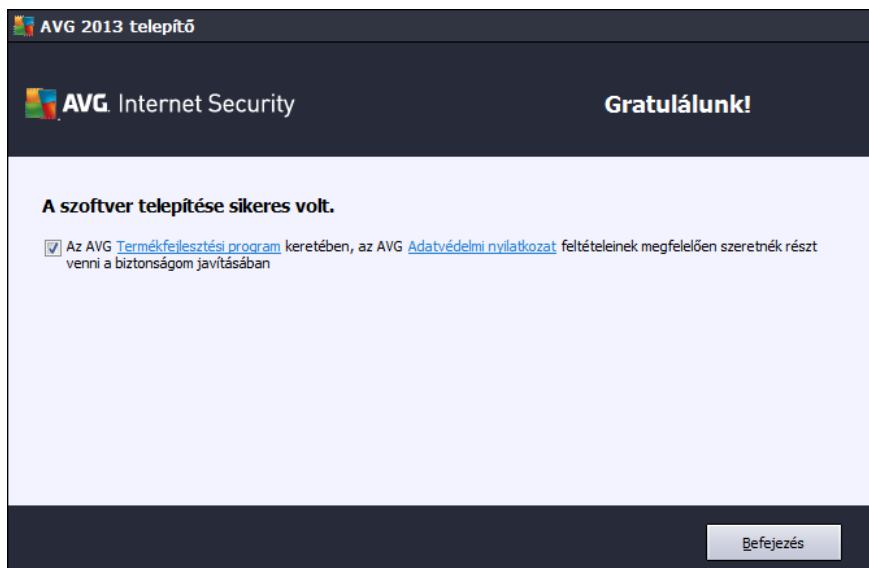 AVG 2013 telepítő
AVG. Internet Security
Gratulálunk!
A szoftver telepítése sikeres volt.
Az AVG Termékfejlesztési program keretében, az AVG Adatvédelmi nyilatkozat feltételeinek megfelelően szeretnék részt
venni a biztonságom javításában
Befejezés